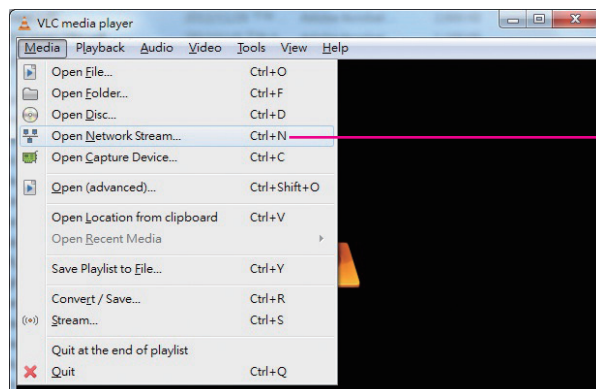 VLC media player
Media Playback Audio Video Tools View Help
Open File... Ctrl+O
Open Folder... Ctrl+F
Open Disc... Ctrl+D
Open Network Stream... Ctrl+N
Open Capture Device... Ctrl+C
Open (advanced)... Ctrl+Shift+O
Open Location from clipboard Ctrl+V
Open Recent Media
Save Playlist to File... Ctrl+Y
Convert / Save... Ctrl+R
Stream... Ctrl+S
Quit at the end of playlist
Quit Ctrl+Q